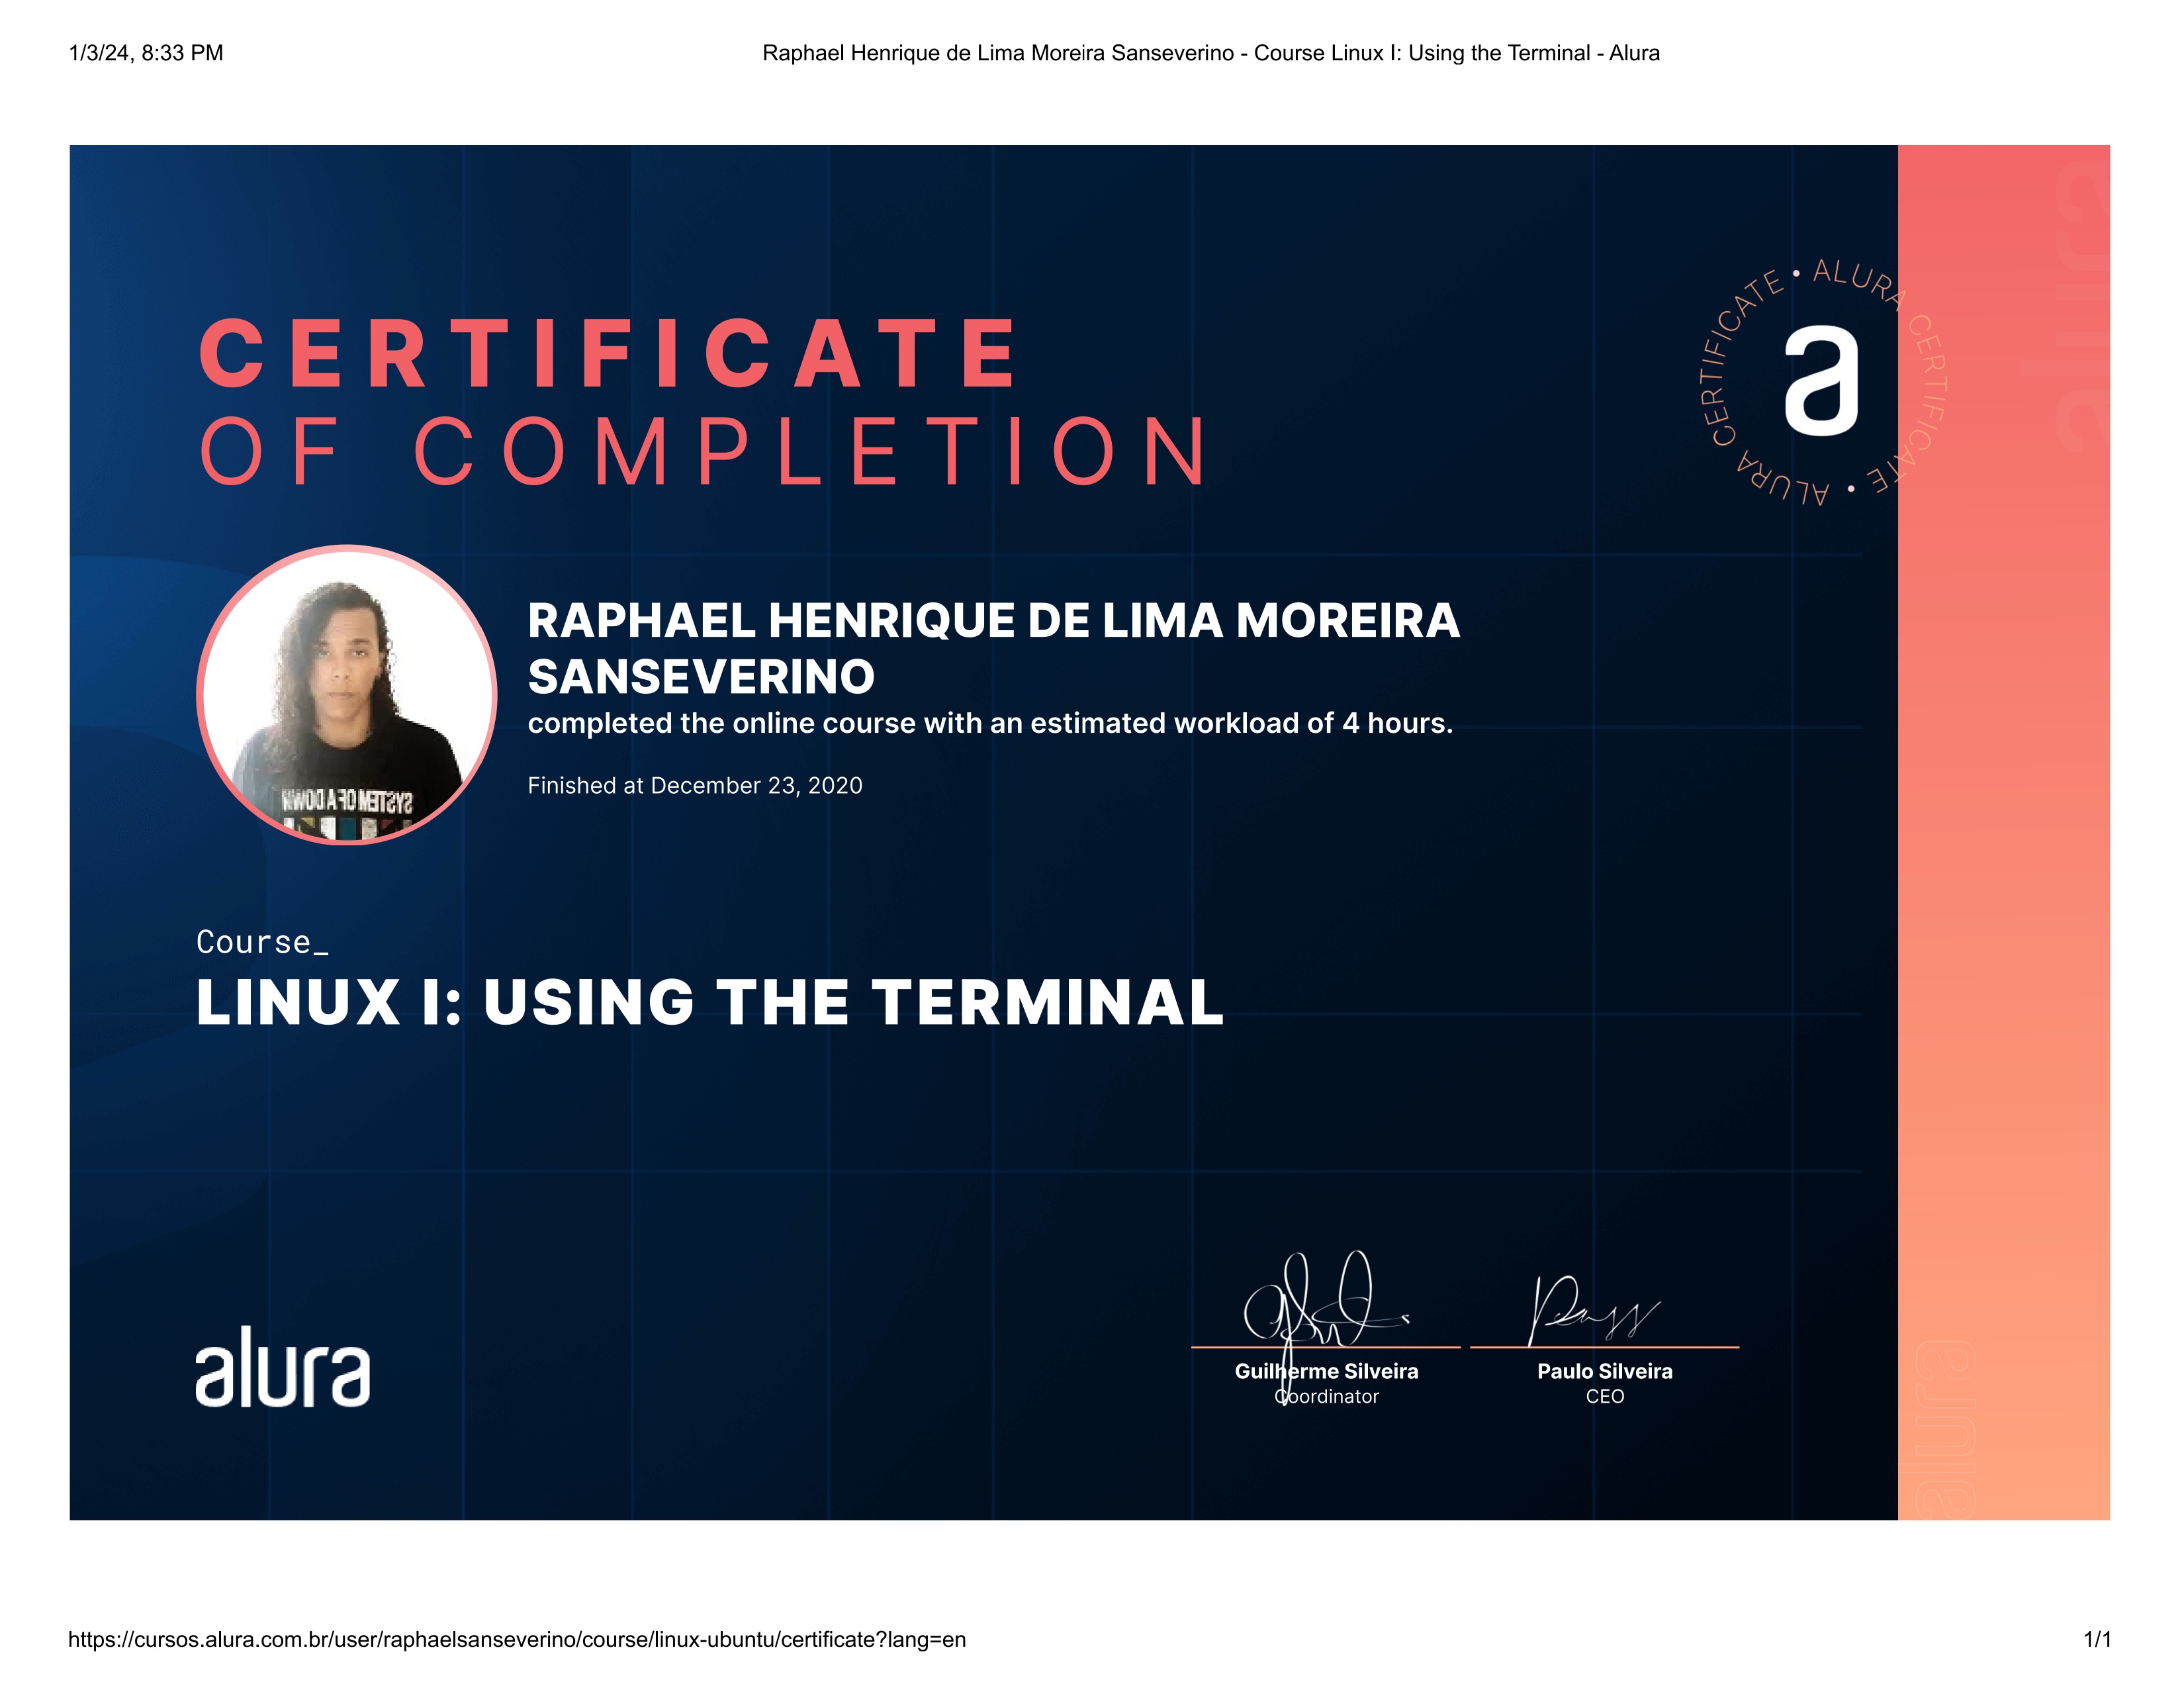 1/3/24, 8:33 PM
Raphael Henrique de Lima Moreira Sanseverino - Course Linux I: Using the Terminal - Alura
CERTIFICATE
OF COMPLETION
ALURA CERTIFICATE • ALURA CERTIFICATE •
a
RAPHAEL HENRIQUE DE LIMA MOREIRA
SANSEVERINO
completed the online course with an estimated workload of 4 hours.
Finished at December 23, 2020
SYSTEM OF A DOWN
Course_
LINUX I: USING THE TERMINAL
alura
Guilherme Silveira
Coordinator
Paulo Silveira
CEO
alura
alura
https://cursos.alura.com.br/user/raphaelsanseverino/course/linux-ubuntu/certificate?lang=en
1/1